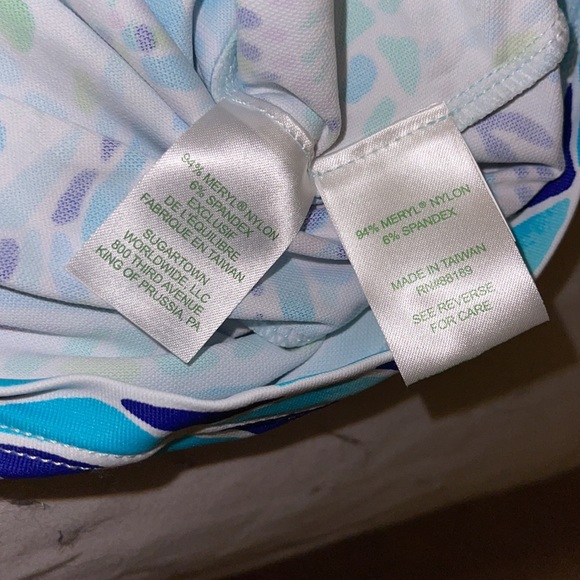 94% MERYL® NYLON
6% SPANDEX
EXCLUSIF
DE L'ÉQUILIBRE
FABRIQUE EN TAIWAN
SUGARTOWN
WORLDWIDE, LLC
800 THIRD AVENUE
KING OF PRUSSIA, PA
94% MERYL® NYLON
6% SPANDEX
MADE IN TAIWAN
RN#88189
SEE REVERSE
FOR CARE